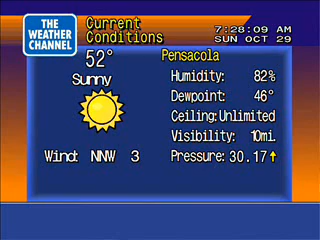 THE
WEATHER
CHANNEL
Current
Conditions
7:28:09 AM
SUN OCT 29
52°
Sunny
Wind: NNW 3
Pensacola
Humidity: 82%
Dewpoint: 46°
Ceiling: Unlimited
Visibility: 10mi.
Pressure: 30.17↑